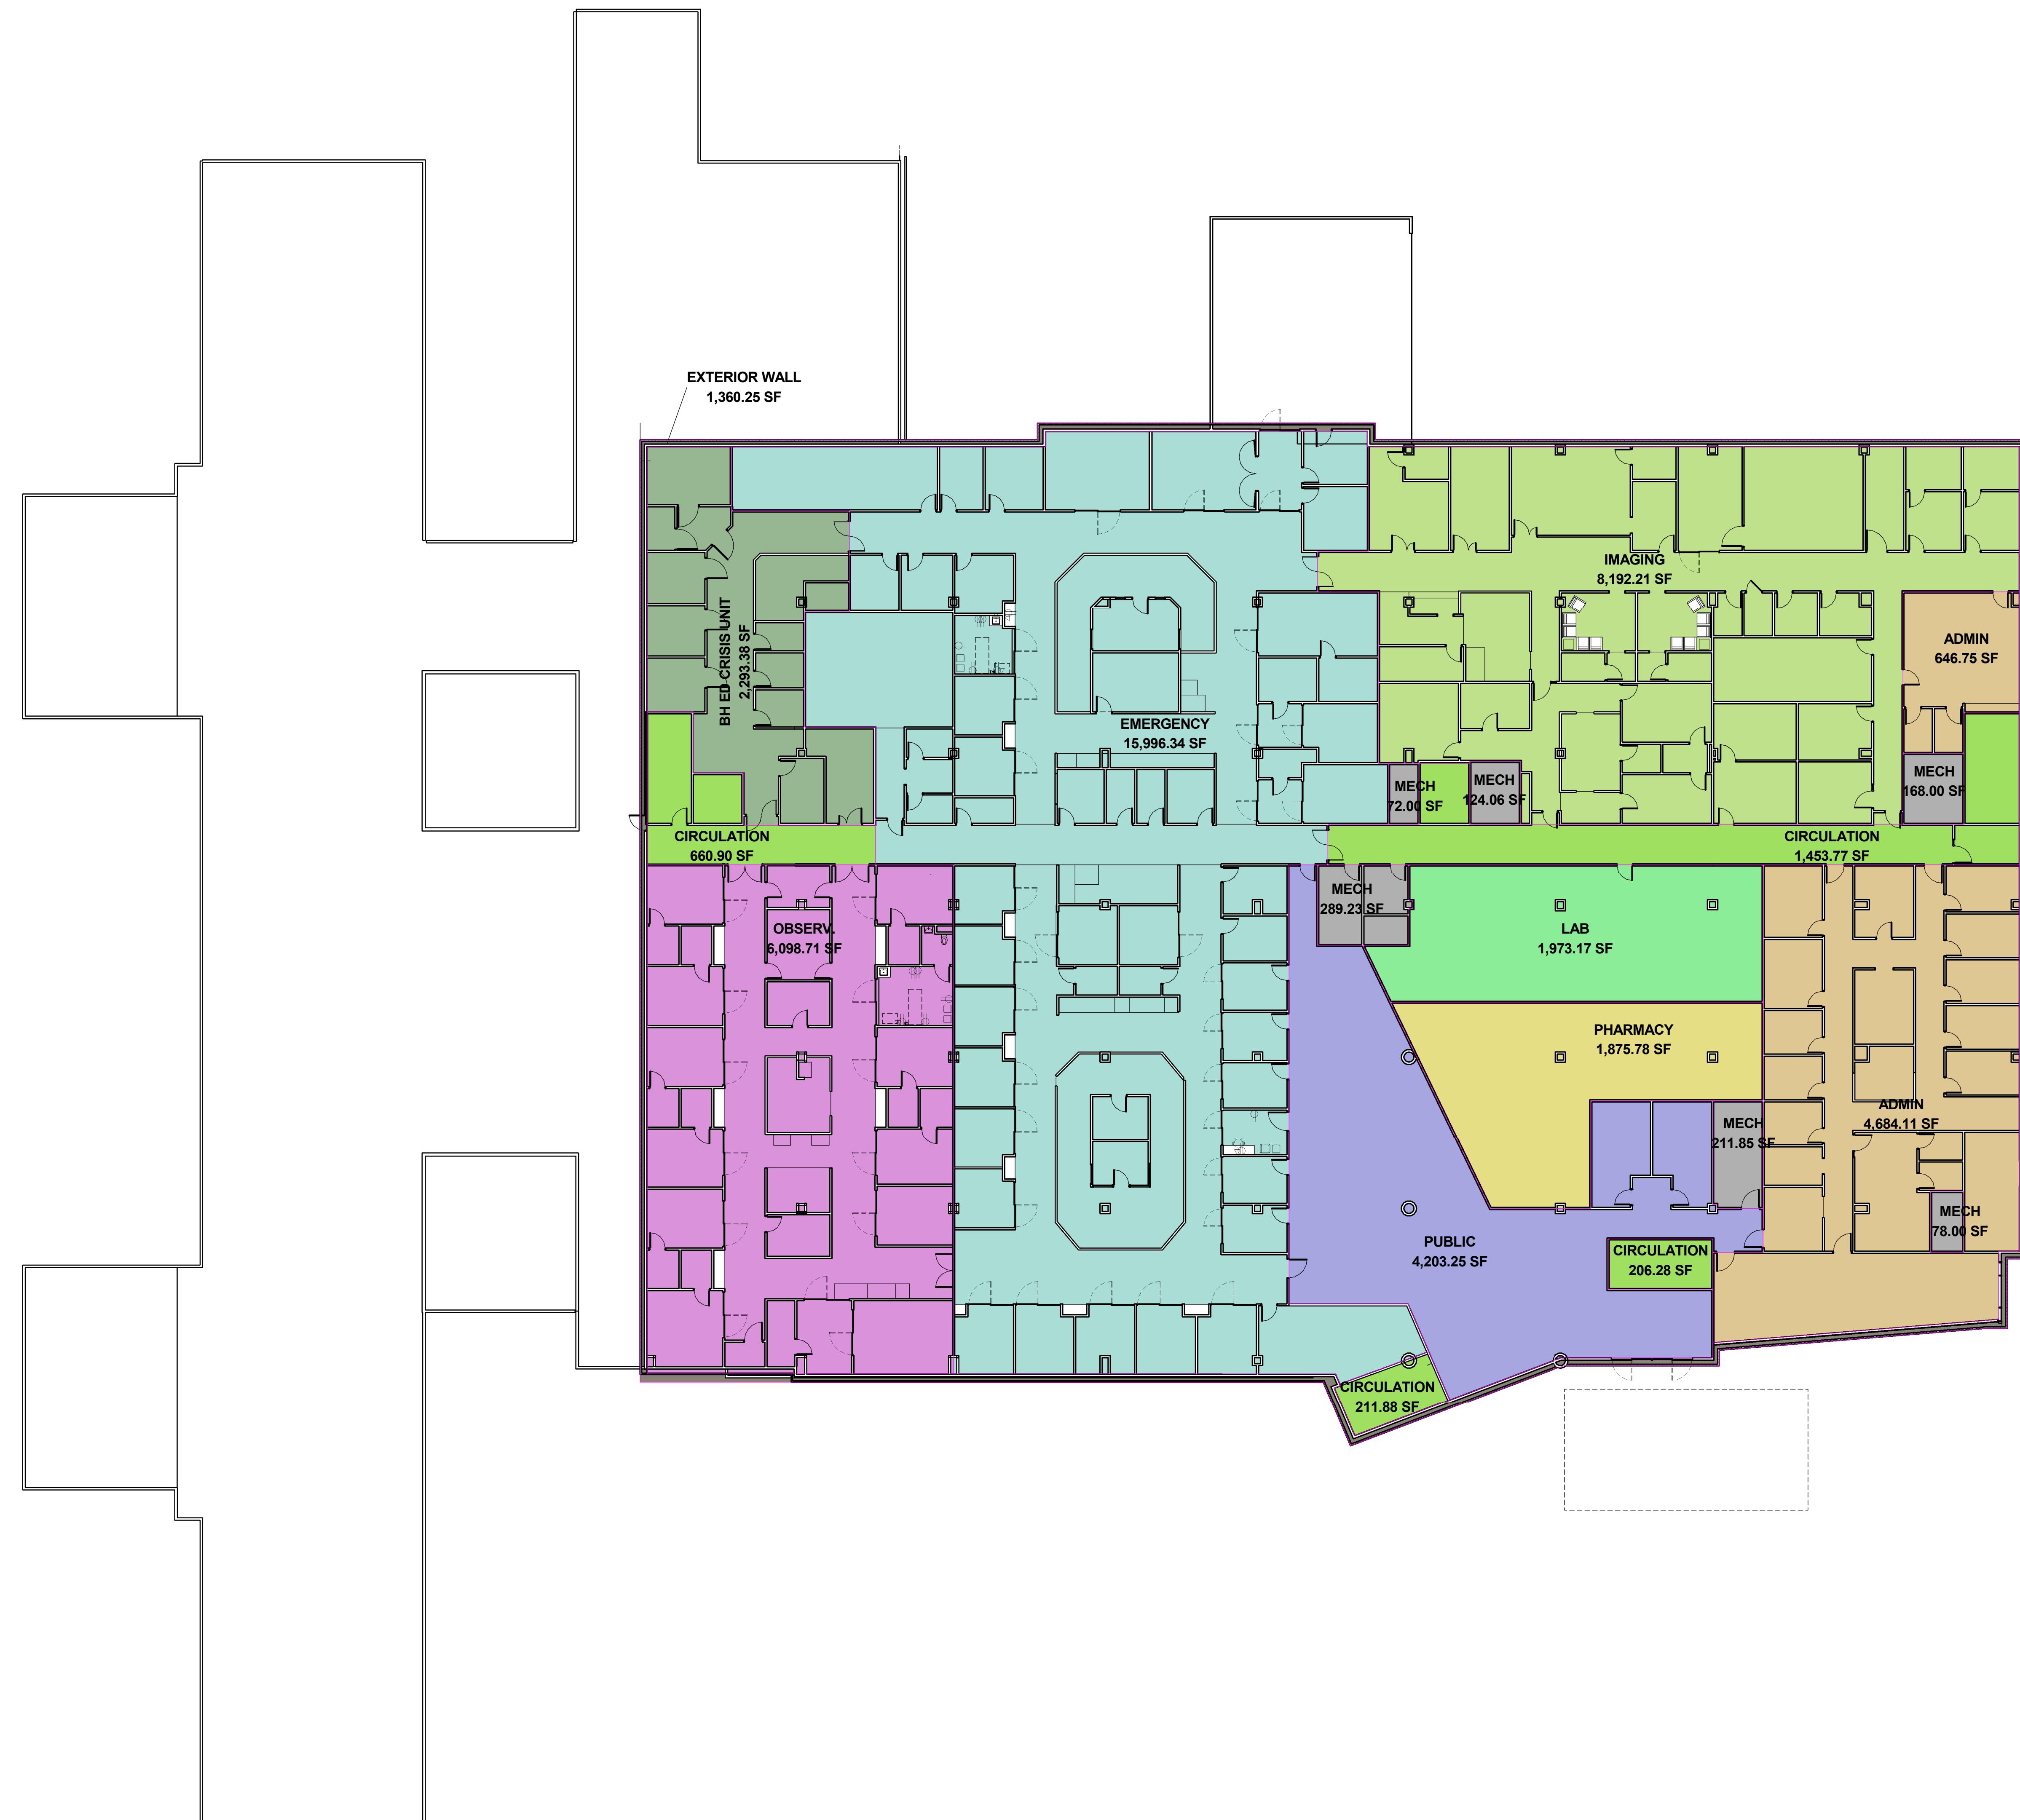 EXTERIOR WALL
1,360.25 SF
IMAGING
8,192.21 SF
BH ED CRISIS UNIT
2,293.38 SF
ADMIN
646.75 SF
EMERGENCY
15,996.34 SF
MECH
72.00 SF
MECH
124.06 SF
MECH
168.00 SF
CIRCULATION
660.90 SF
CIRCULATION
1,453.77 SF
MECH
289.23 SF
OBSERV.
6,098.71 SF
LAB
1,973.17 SF
PHARMACY
1,875.78 SF
ADMIN
4,684.11 SF
MECH
211.85 SF
MECH
78.00 SF
PUBLIC
4,203.25 SF
CIRCULATION
206.28 SF
CIRCULATION
211.88 SF